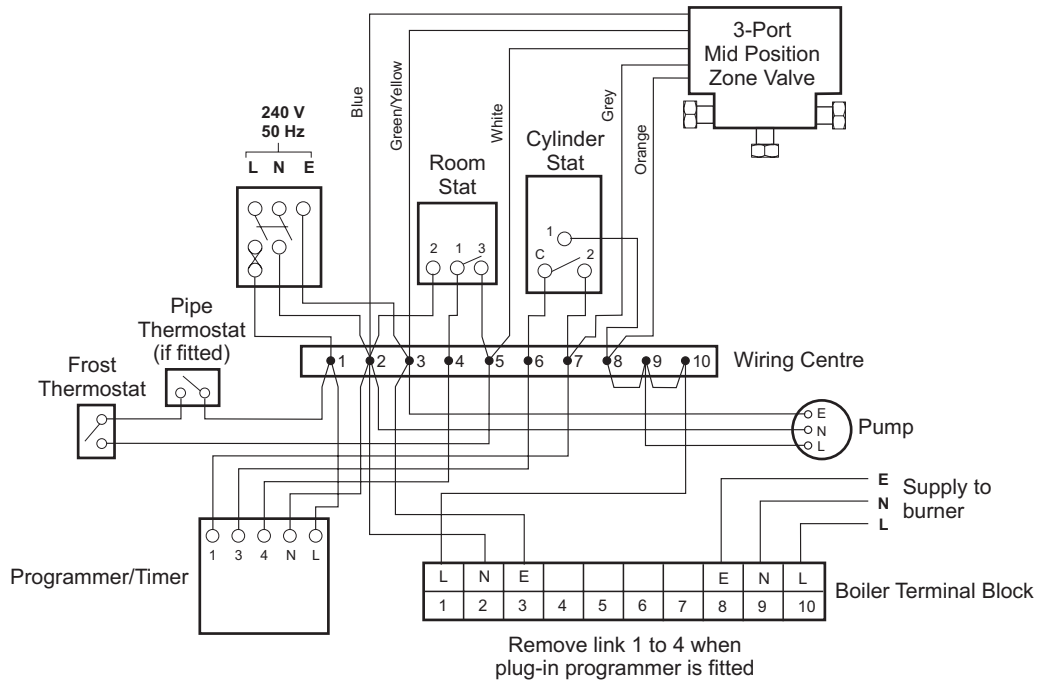 3-Port
Mid Position
Zone Valve
Blue
Green/Yellow
White
Grey
Orange
240 V
50 Hz
L N E
Room
Stat
2 1 3
Cylinder
Stat
1
C 2
Pipe
Thermostat
(if fitted)
Frost
Thermostat
1 2 3 4 5 6 7 8 9 10
Wiring Centre
E
N
L
Pump
E
N
L
Supply to
burner
1 3 4 N L
Programmer/Timer
L N E E N L
1 2 3 4 5 6 7 8 9 10
Boiler Terminal Block
Remove link 1 to 4 when
plug-in programmer is fitted